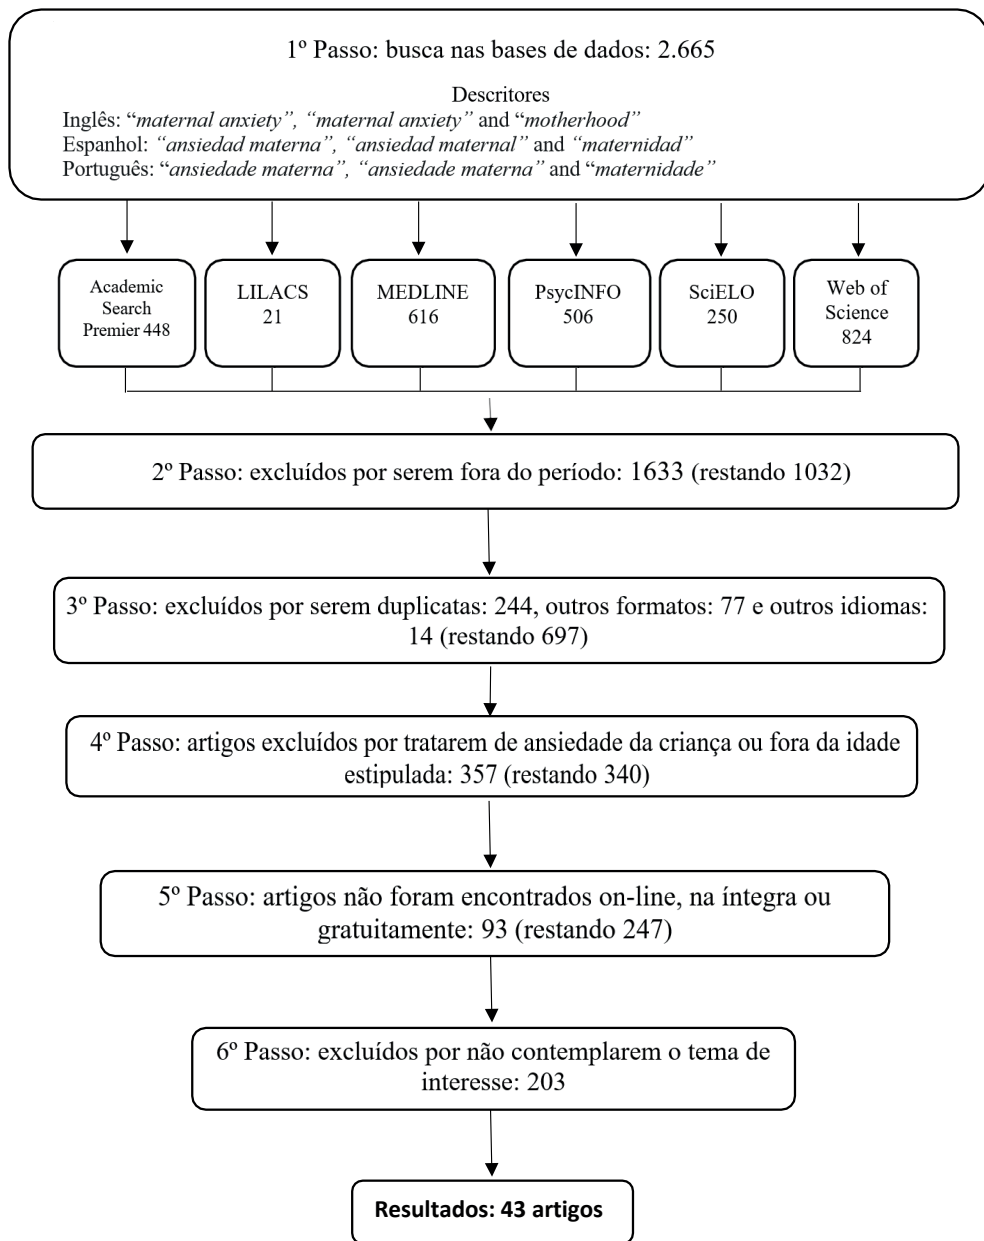 1º Passo: busca nas bases de dados: 2.665
Descritores
Inglês: “maternal anxiety”, “maternal anxiety” and “motherhood”
Espanhol: “ansiedad materna”, “ansiedad maternal” and “maternidad”
Português: “ansiedade materna”, “ansiedade materna” and “maternidade”
Academic
Search
Premier 448
LILACS
21
MEDLINE
616
PsycINFO
506
SciELO
250
Web of
Science
824
2º Passo: excluídos por serem fora do período: 1633 (restando 1032)
3º Passo: excluídos por serem duplicatas: 244, outros formatos: 77 e outros idiomas:
14 (restando 697)
4º Passo: artigos excluídos por tratarem de ansiedade da criança ou fora da idade
estipulada: 357 (restando 340)
5º Passo: artigos não foram encontrados on-line, na íntegra ou
gratuitamente: 93 (restando 247)
6º Passo: excluídos por não contemplarem o tema de
interesse: 203
Resultados: 43 artigos